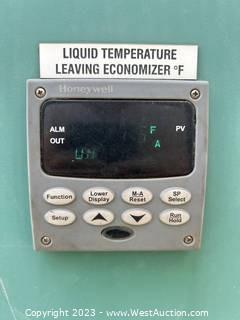 LIQUID TEMPERATURE
LEAVING ECONOMIZER °F
Honeywell
ALM
F
PV
OUT
A
Function
Lower Display
M-A Reset
SP Select
Setup
Run Hold
Copyright 2023 - www.WestAuction.com